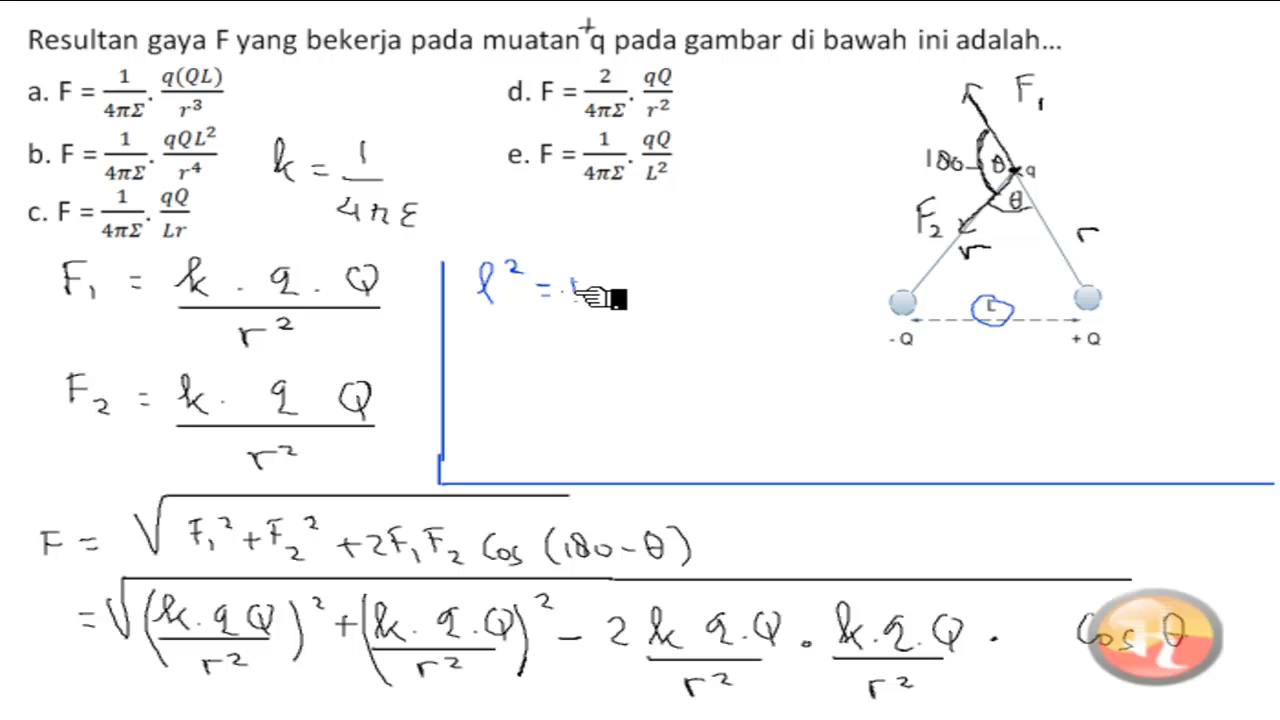 Resultan gaya F yang bekerja pada muatan +q pada gambar di bawah ini adalah...
a. F = 1/4πΣ . q(QL)/r³
d. F = 2/4πΣ . qQ/r²
b. F = 1/4πΣ . qQL²/r⁴
e. F = 1/4πΣ . qQ/L²
c. F = 1/4πΣ . qQ/Lr
k = 1/4πε
F₁
180
θ
q
θ
F₂
r
r
L
- Q
+ Q
F₁ = k . q . Q / r²
l² =
F₂ = k . q Q / r²
F = √(F₁² + F₂² + 2F₁F₂ cos (180 - θ))
= √((k . q Q / r²)² + (k . q . Q / r²)² - 2 k q . Q / r² . k . q . Q / r² . cos θ)